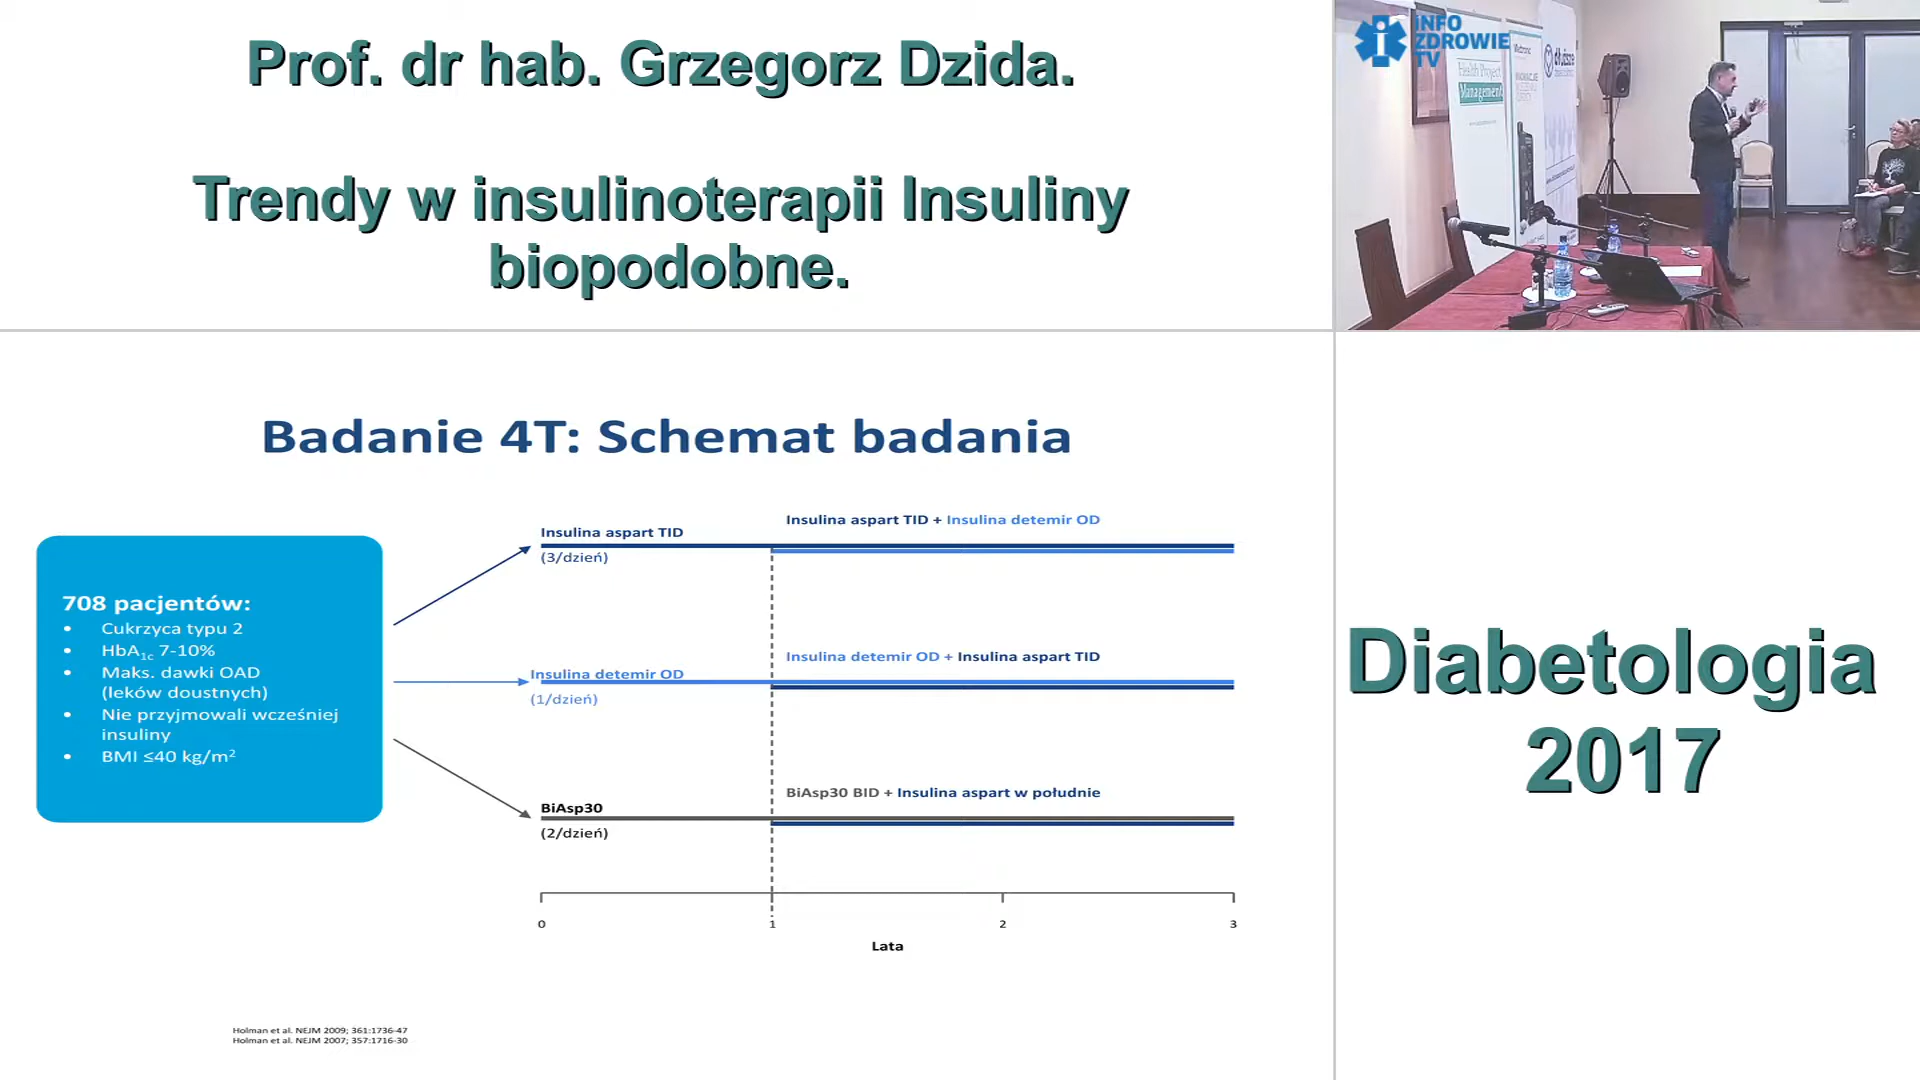 Prof. dr hab. Grzegorz Dzida.
Trendy w insulinoterapii Insuliny
biopodobne.
iNFO
ZDROWIE
TV
Health Project
Management
Medtronic
Badanie 4T: Schemat badania
708 pacjentów:
• Cukrzyca typu 2
• HbA1c 7-10%
• Maks. dawki OAD
(leków doustnych)
• Nie przyjmowali wcześniej
insuliny
• BMI ≤40 kg/m²
Insulina aspart TID
(3/dzień)
Insulina aspart TID + Insulina detemir OD
Insulina detemir OD
(1/dzień)
Insulina detemir OD + Insulina aspart TID
BiAsp30
(2/dzień)
BiAsp30 BID + Insulina aspart w południe
0 1 2 3
Lata
Holman et al. NEJM 2009; 361:1736-47
Holman et al. NEJM 2007; 357:1716-30
Diabetologia
2017